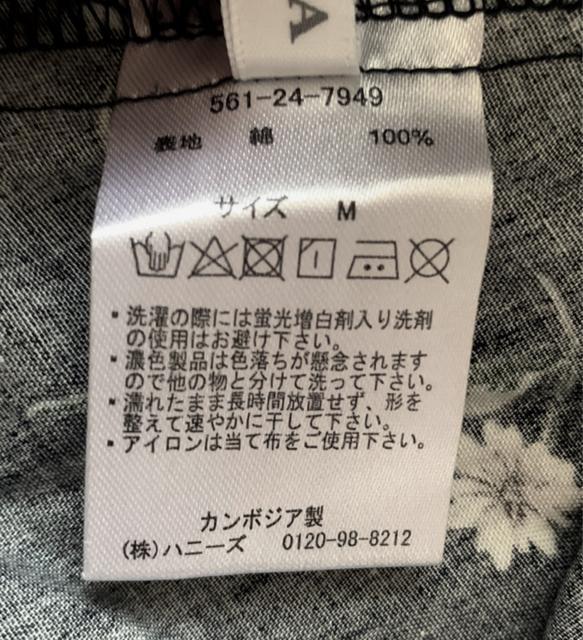 A
561-24-7949
表地 綿 100%
サイズ M
・洗濯の際には蛍光増白剤入り洗剤
の使用はお避け下さい。
・濃色製品は色落ちが懸念されます
ので他の物と分けて洗って下さい。
・濡れたまま長時間放置せず、形を
整えて速やかに干して下さい。
・アイロンは当て布をご使用下さい。
カンボジア製
(株)ハニーズ 0120-98-8212